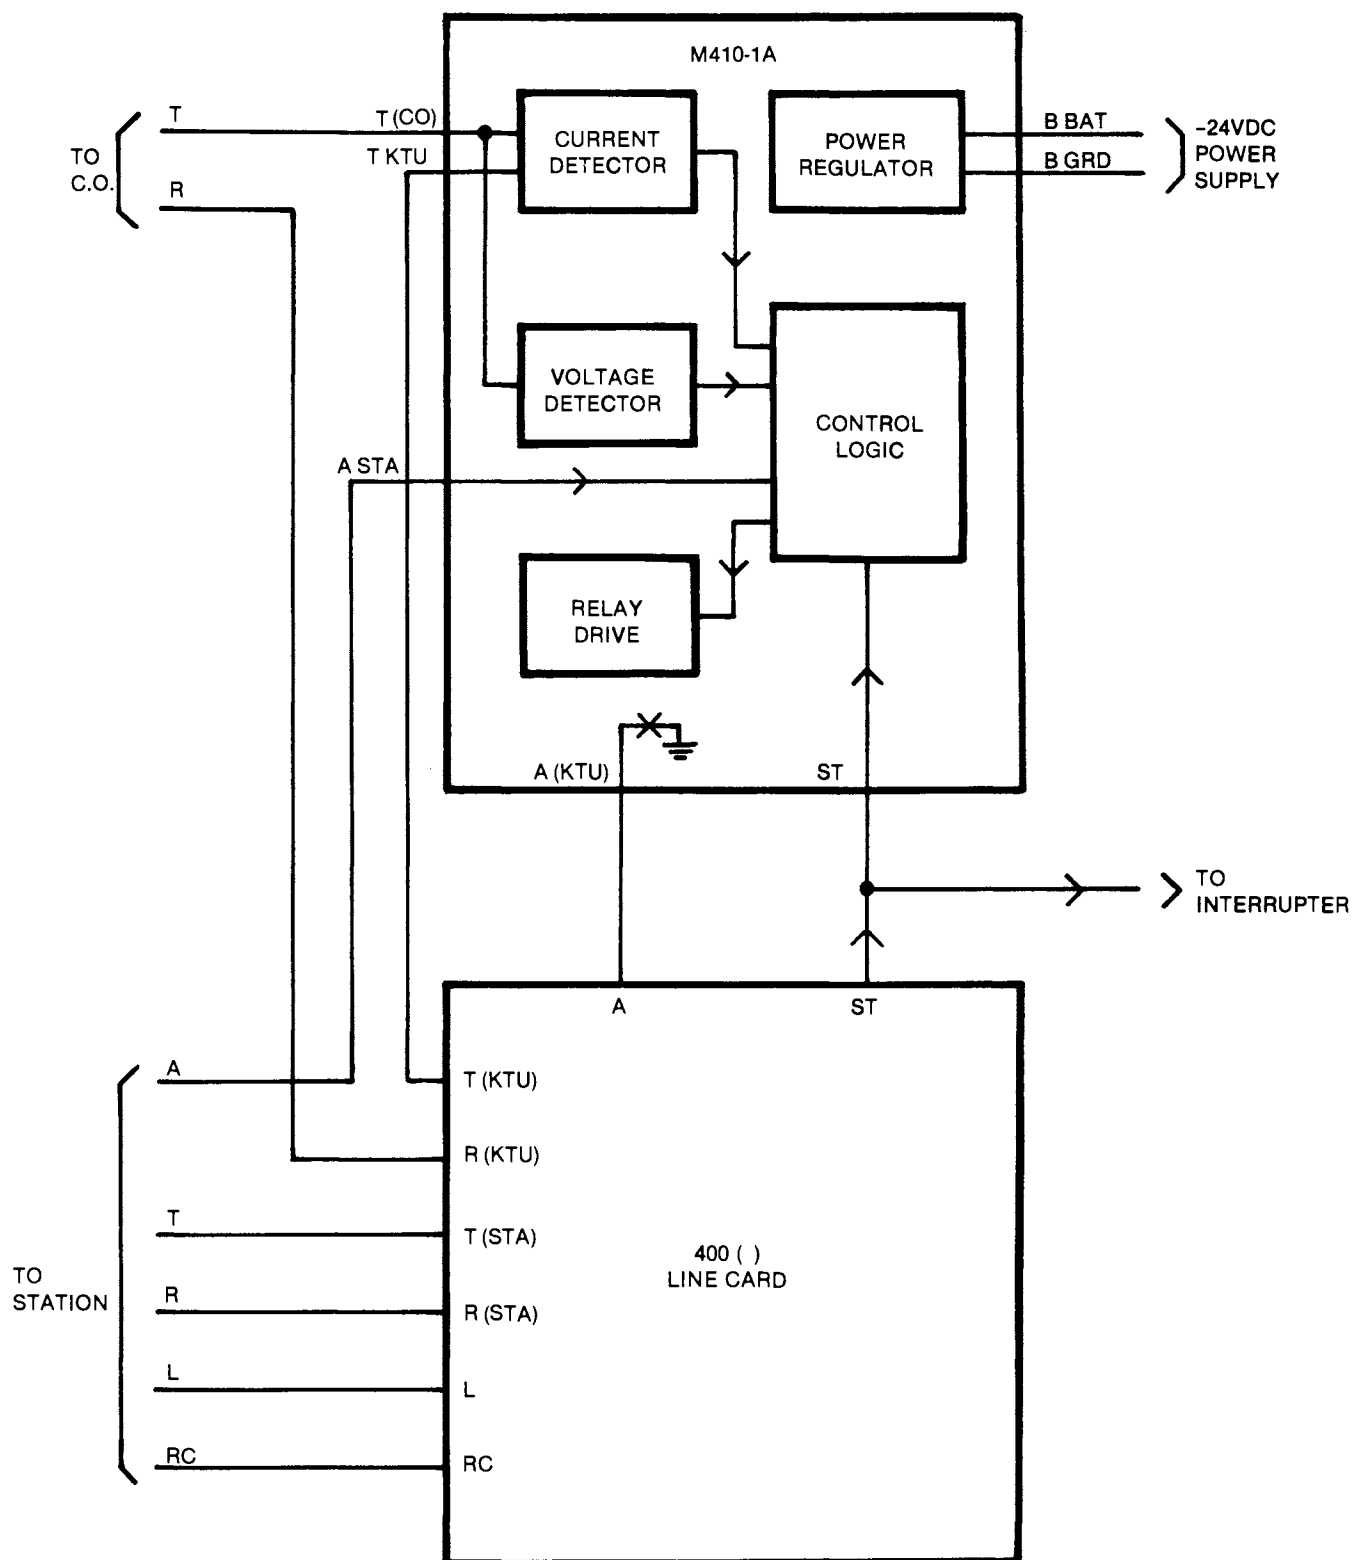 M410-1A
T
T (CO)
T KTU
TO
C.O.
R
CURRENT
DETECTOR
POWER
REGULATOR
B BAT
B GRD
-24VDC
POWER
SUPPLY
VOLTAGE
DETECTOR
CONTROL
LOGIC
A STA
RELAY
DRIVE
A (KTU)
ST
TO
INTERRUPTER
A
ST
A
T (KTU)
R (KTU)
T
T (STA)
TO
STATION
R
R (STA)
400 ( )
LINE CARD
L
L
RC
RC